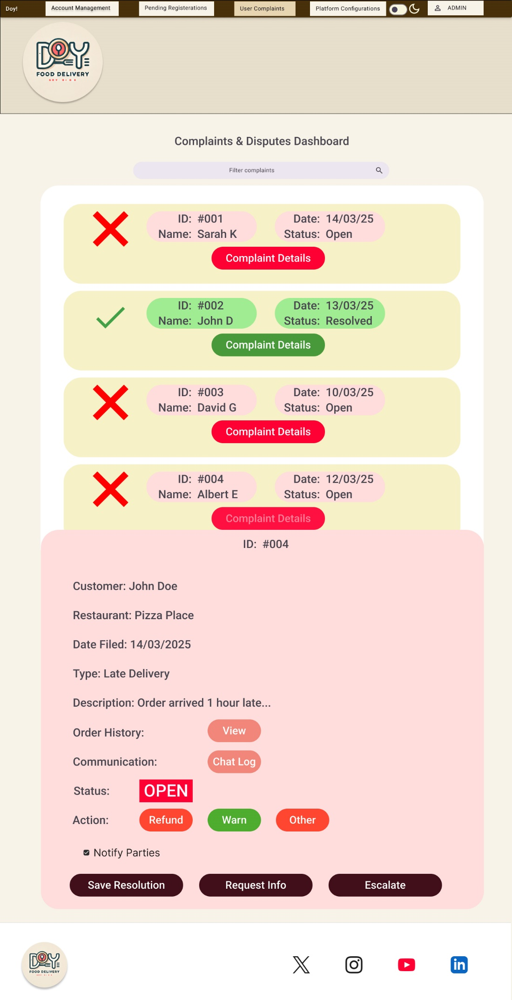 Doy!
Account Management
Pending Registerations
User Complaints
Platform Configurations
ADMIN
DOY
FOOD DELIVERY
Complaints & Disputes Dashboard
Filter complaints
ID: #001
Name: Sarah K
Date: 14/03/25
Status: Open
Complaint Details
ID: #002
Name: John D
Date: 13/03/25
Status: Resolved
Complaint Details
ID: #003
Name: David G
Date: 10/03/25
Status: Open
Complaint Details
ID: #004
Name: Albert E
Date: 12/03/25
Status: Open
Complaint Details
ID: #004
Customer: John Doe
Restaurant: Pizza Place
Date Filed: 14/03/2025
Type: Late Delivery
Description: Order arrived 1 hour late...
Order History: View
Communication: Chat Log
Status: OPEN
Action: Refund Warn Other
Notify Parties
Save Resolution
Request Info
Escalate
DOY
FOOD DELIVERY
in